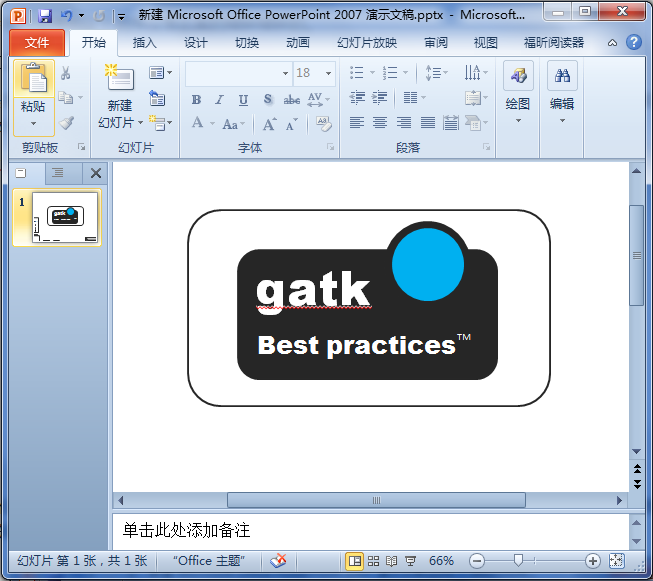 新建 Microsoft Office PowerPoint 2007 演示文稿.pptx - Microsoft...
文件 开始 插入 设计 切换 动画 幻灯片放映 审阅 视图 福昕阅读器
粘贴
新建
幻灯片
18
B I U S abc AV
A Aa A A
绘图 编辑
剪贴板 幻灯片 字体 段落
1
gatk
Best practices™
单击此处添加备注
幻灯片 第 1 张，共 1 张 “Office 主题” 66%